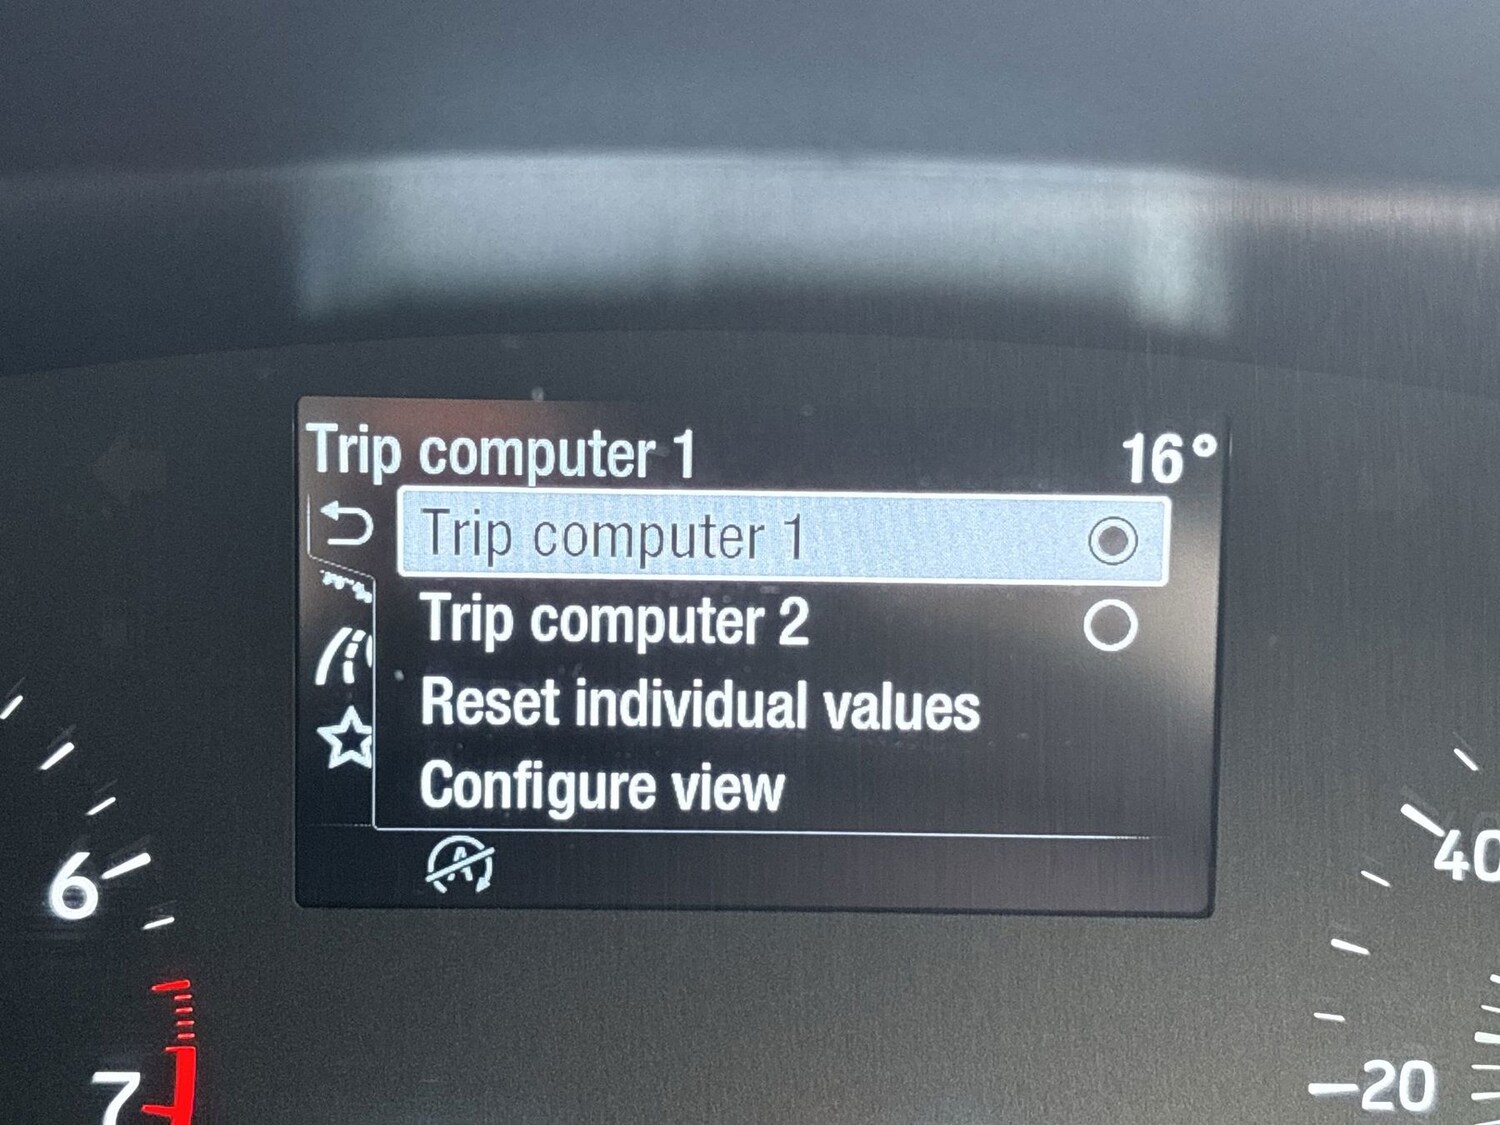 Trip computer 1 16°
Trip computer 1
Trip computer 2
Reset individual values
Configure view
A
6
7
40
20